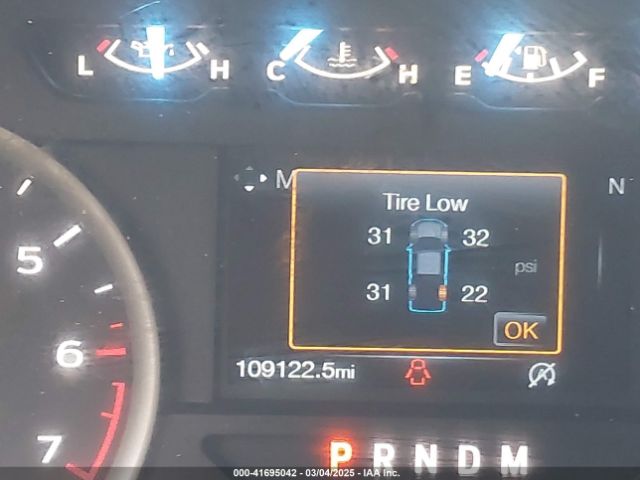 L H C H E F
M N
Tire Low
31 32
psi
31 22
OK
5
6
7
109122.5mi
P R N D M
000-41695042 - 03/04/2025 - IAA Inc.